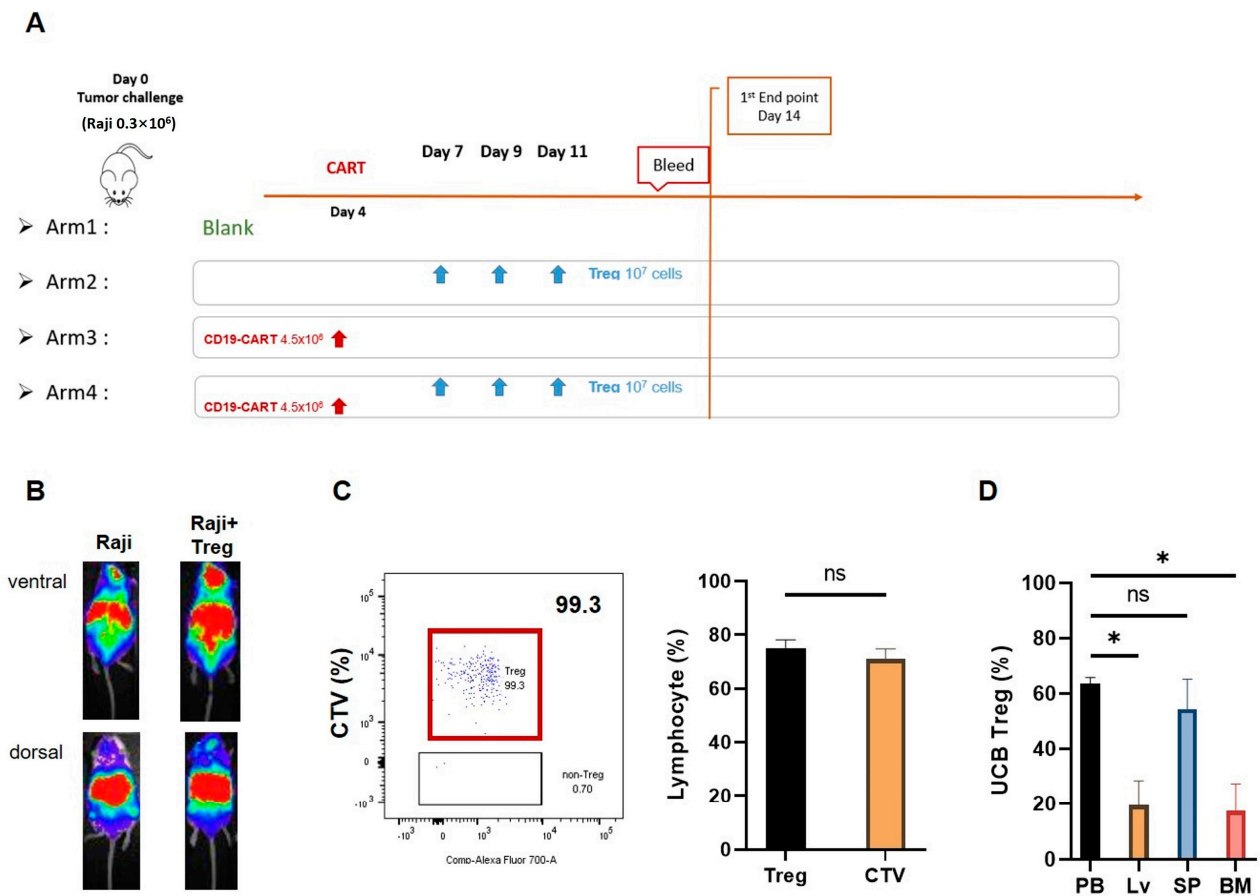 A
Day 0
Tumor challenge
(Raji 0.3×10⁶)
1st End point
Day 14
Day 7 Day 9 Day 11
Bleed
CART
Day 4
➢ Arm1 : Blank
➢ Arm2 : Treg 10⁷ cells
➢ Arm3 : CD19-CART 4.5x10⁶
➢ Arm4 : Treg 10⁷ cells
CD19-CART 4.5x10⁶
B
Raji
Raji+
Treg
ventral
dorsal
C
CTV (%)
10⁵
10⁴
10³
0
-10³
99.3
Treg
99.3
non-Treg
0.70
-10³ 0 10³ 10⁴ 10⁵
Comp-Alexa Fluor 700-A
Lymphocyte (%)
100
80
60
40
20
0
ns
Treg CTV
D
UCB Treg (%)
100
80
60
40
20
0
*
ns
*
PB Lv SP BM